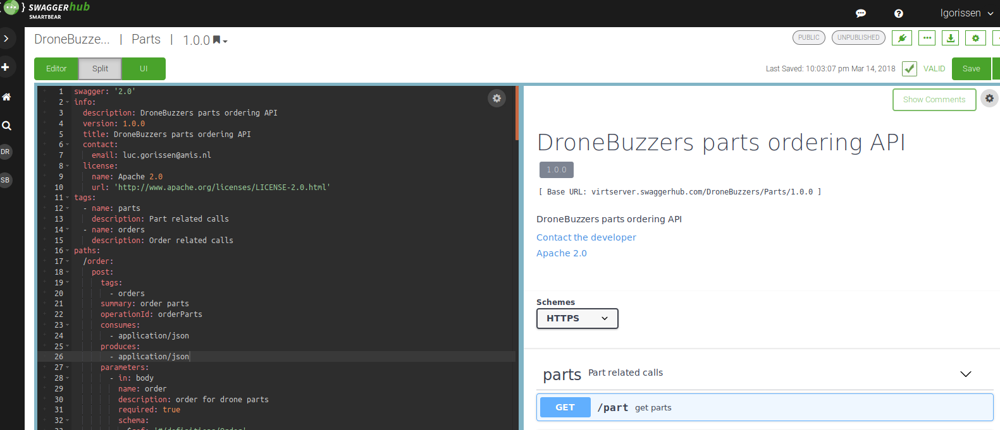 SWAGGERhub
SMARTBEAR
lgorissen
DroneBuzze... | Parts | 1.0.0
PUBLIC
UNPUBLISHED
Editor
Split
UI
Last Saved: 10:03:07 pm Mar 14, 2018
VALID
Save
DR
SB
1 swagger: '2.0'
2 info:
3 description: DroneBuzzers parts ordering API
4 version: 1.0.0
5 title: DroneBuzzers parts ordering API
6 contact:
7 email: luc.gorissen@amis.nl
8 license:
9 name: Apache 2.0
10 url: 'http://www.apache.org/licenses/LICENSE-2.0.html'
11 tags:
12 - name: parts
13 description: Part related calls
14 - name: orders
15 description: Order related calls
16 paths:
17 /order:
18 post:
19 tags:
20 - orders
21 summary: order parts
22 operationId: orderParts
23 consumes:
24 - application/json
25 produces:
26 - application/json
27 parameters:
28 - in: body
29 name: order
30 description: order for drone parts
31 required: true
32 schema:
33 $ref: '#/definitions/Order'
Show Comments
DroneBuzzers parts ordering API
1.0.0
[ Base URL: virtserver.swaggerhub.com/DroneBuzzers/Parts/1.0.0 ]
DroneBuzzers parts ordering API
Contact the developer
Apache 2.0
Schemes
HTTPS
parts Part related calls
GET /part get parts